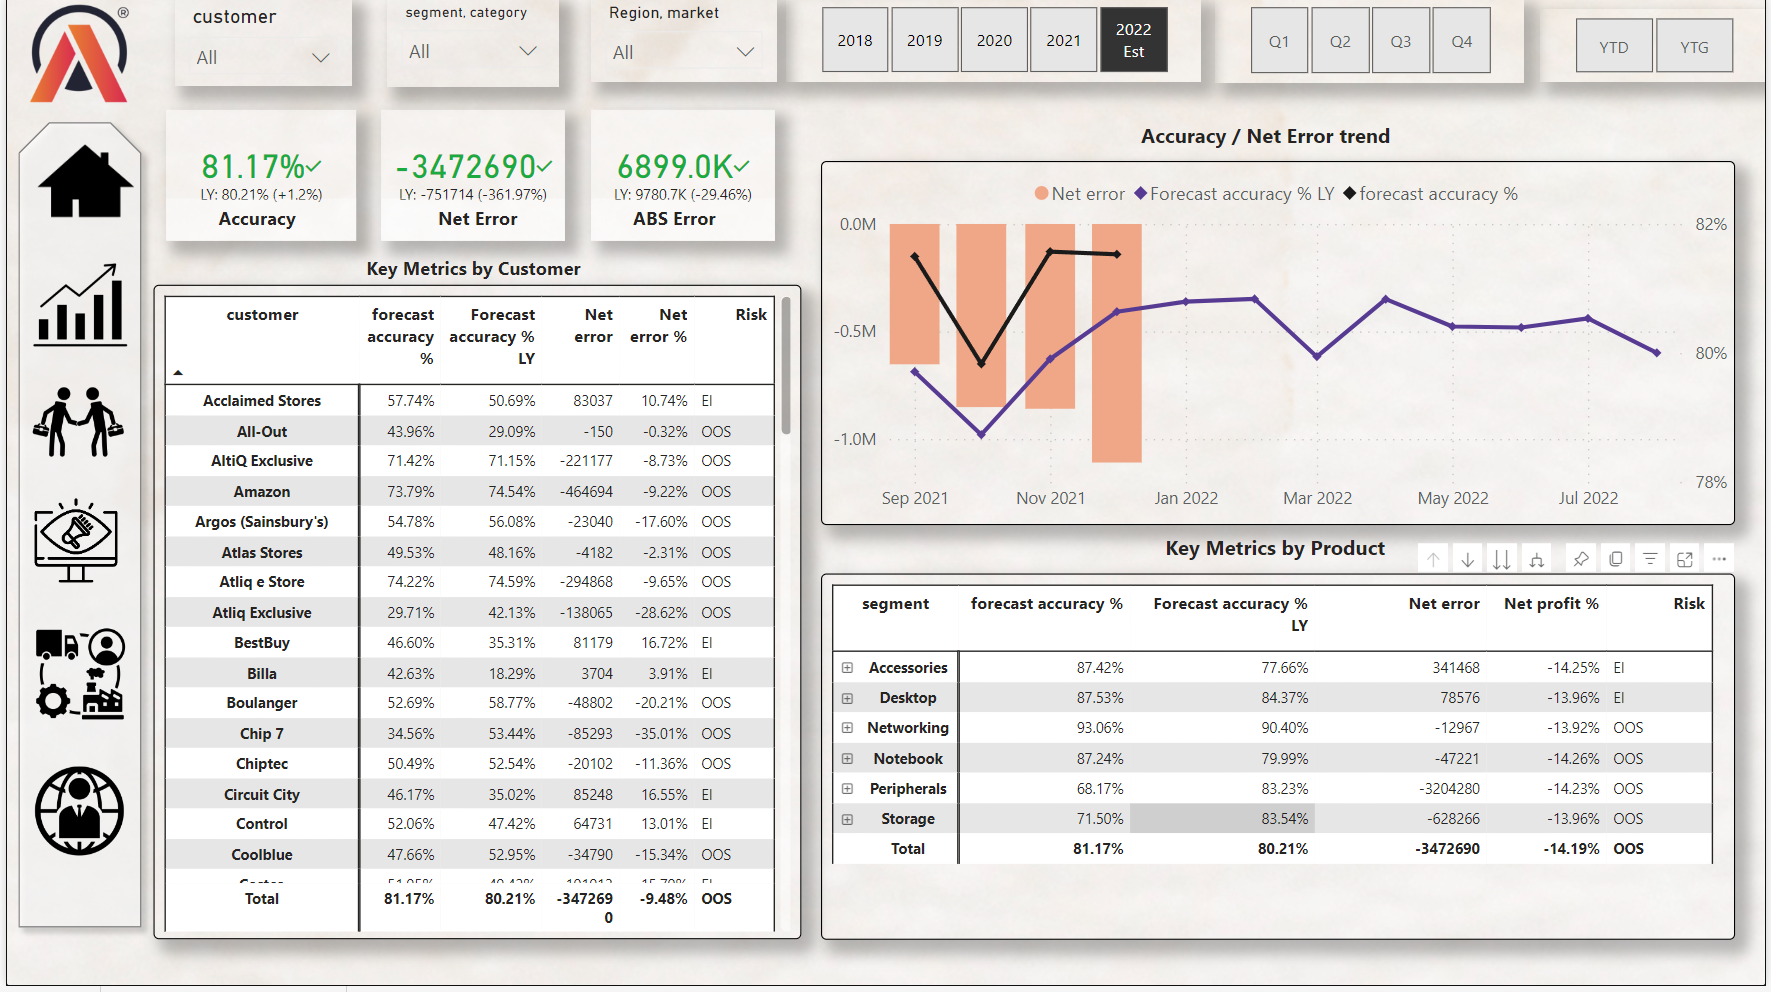 ®
customer
All
segment, category
All
Region, market
All
2018
2019
2020
2021
2022
Est
Q1
Q2
Q3
Q4
YTD
YTG
81.17%
LY: 80.21% (+1.2%)
Accuracy
-3472690
LY: -751714 (-361.97%)
Net Error
6899.0K
LY: 9780.7K (-29.46%)
ABS Error
Key Metrics by Customer
customer forecast accuracy % Forecast accuracy % LY Net error Net error % Risk
Acclaimed Stores 57.74% 50.69% 83037 10.74% EI
All-Out 43.96% 29.09% -150 -0.32% OOS
AltiQ Exclusive 71.42% 71.15% -221177 -8.73% OOS
Amazon 73.79% 74.54% -464694 -9.22% OOS
Argos (Sainsbury's) 54.78% 56.08% -23040 -17.60% OOS
Atlas Stores 49.53% 48.16% -4182 -2.31% OOS
Atliq e Store 74.22% 74.59% -294868 -9.65% OOS
Atliq Exclusive 29.71% 42.13% -138065 -28.62% OOS
BestBuy 46.60% 35.31% 81179 16.72% EI
Billa 42.63% 18.29% 3704 3.91% EI
Boulanger 52.69% 58.77% -48802 -20.21% OOS
Chip 7 34.56% 53.44% -85293 -35.01% OOS
Chiptec 50.49% 52.54% -20102 -11.36% OOS
Circuit City 46.17% 35.02% 85248 16.55% EI
Control 52.06% 47.42% 64731 13.01% EI
Coolblue 47.66% 52.95% -34790 -15.34% OOS
Total 81.17% 80.21% -3472690 -9.48% OOS
Accuracy / Net Error trend
Net error Forecast accuracy % LY forecast accuracy %
0.0M
-0.5M
-1.0M
82%
80%
78%
Sep 2021 Nov 2021 Jan 2022 Mar 2022 May 2022 Jul 2022
Key Metrics by Product
segment forecast accuracy % Forecast accuracy % LY Net error Net profit % Risk
Accessories 87.42% 77.66% 341468 -14.25% EI
Desktop 87.53% 84.37% 78576 -13.96% EI
Networking 93.06% 90.40% -12967 -13.92% OOS
Notebook 87.24% 79.99% -47221 -14.26% OOS
Peripherals 68.17% 83.23% -3204280 -14.23% OOS
Storage 71.50% 83.54% -628266 -13.96% OOS
Total 81.17% 80.21% -3472690 -14.19% OOS